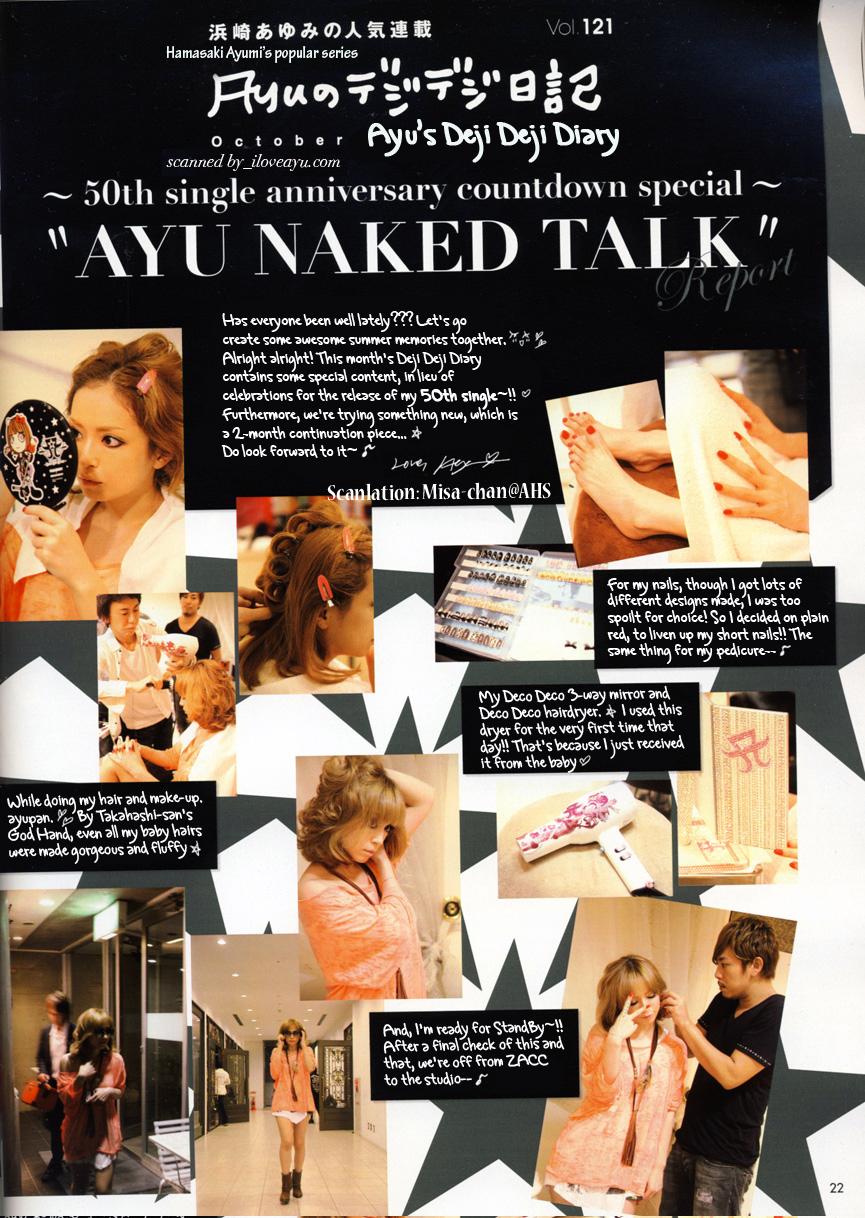 浜崎あゆみの人気連載
Vol.121
Hamasaki Ayumi's popular series
Ayuのデジデジ日記
October
Ayu's Deji Deji Diary
scanned by_iloveayu.com
~ 50th single anniversary countdown special ~
"AYU NAKED TALK"
Report
Has everyone been well lately??? Let's go
create some awesome summer memories together.
Alright alright! This month's Deji Deji Diary
contains some special content, in lieu of
celebrations for the release of my 50th single~!! ♡
Furthermore, we're trying something new, which is
a 2-month continuation piece... ☆
Do look forward to it~ ♪
Love, Ayu ♡
Scanlation: Misa-chan@AHS
For my nails, though I got lots of
different designs made, I was too
spoilt for choice! So I decided on plain
red, to liven up my short nails!! The
same thing for my pedicure-- ♪
My Deco Deco 3-way mirror and
Deco Deco hairdryer. ☆ I used this
dryer for the very first time that
day!! That's because I just received
it from the baby ♡
While doing my hair and make-up.
ayupan. By Takahashi-san's
God Hand, even all my baby hairs
were made gorgeous and fluffy ☆
And, I'm ready for StandBy~!!
After a final check of this and
that, we're off from ZACC
to the studio-- ♪
22